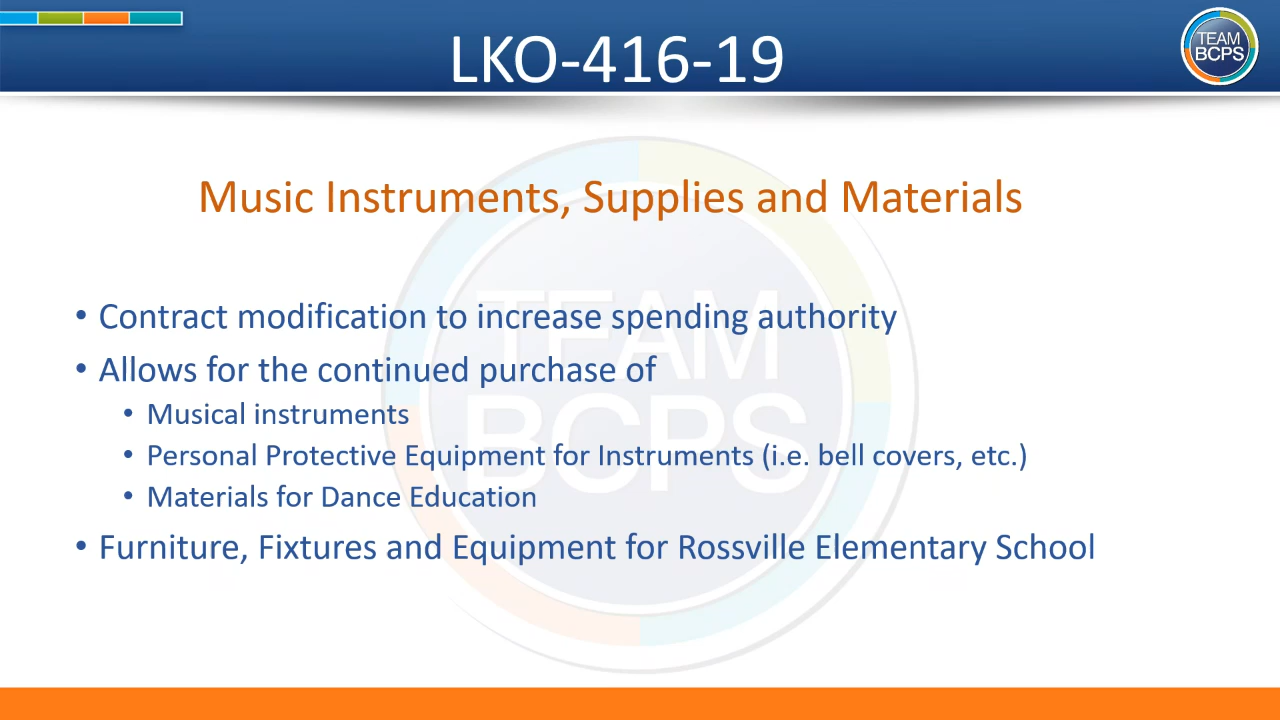 LKO-416-19
TEAM
BCPS
Music Instruments, Supplies and Materials
• Contract modification to increase spending authority
• Allows for the continued purchase of
• Musical instruments
• Personal Protective Equipment for Instruments (i.e. bell covers, etc.)
• Materials for Dance Education
• Furniture, Fixtures and Equipment for Rossville Elementary School
TEAM
BCPS